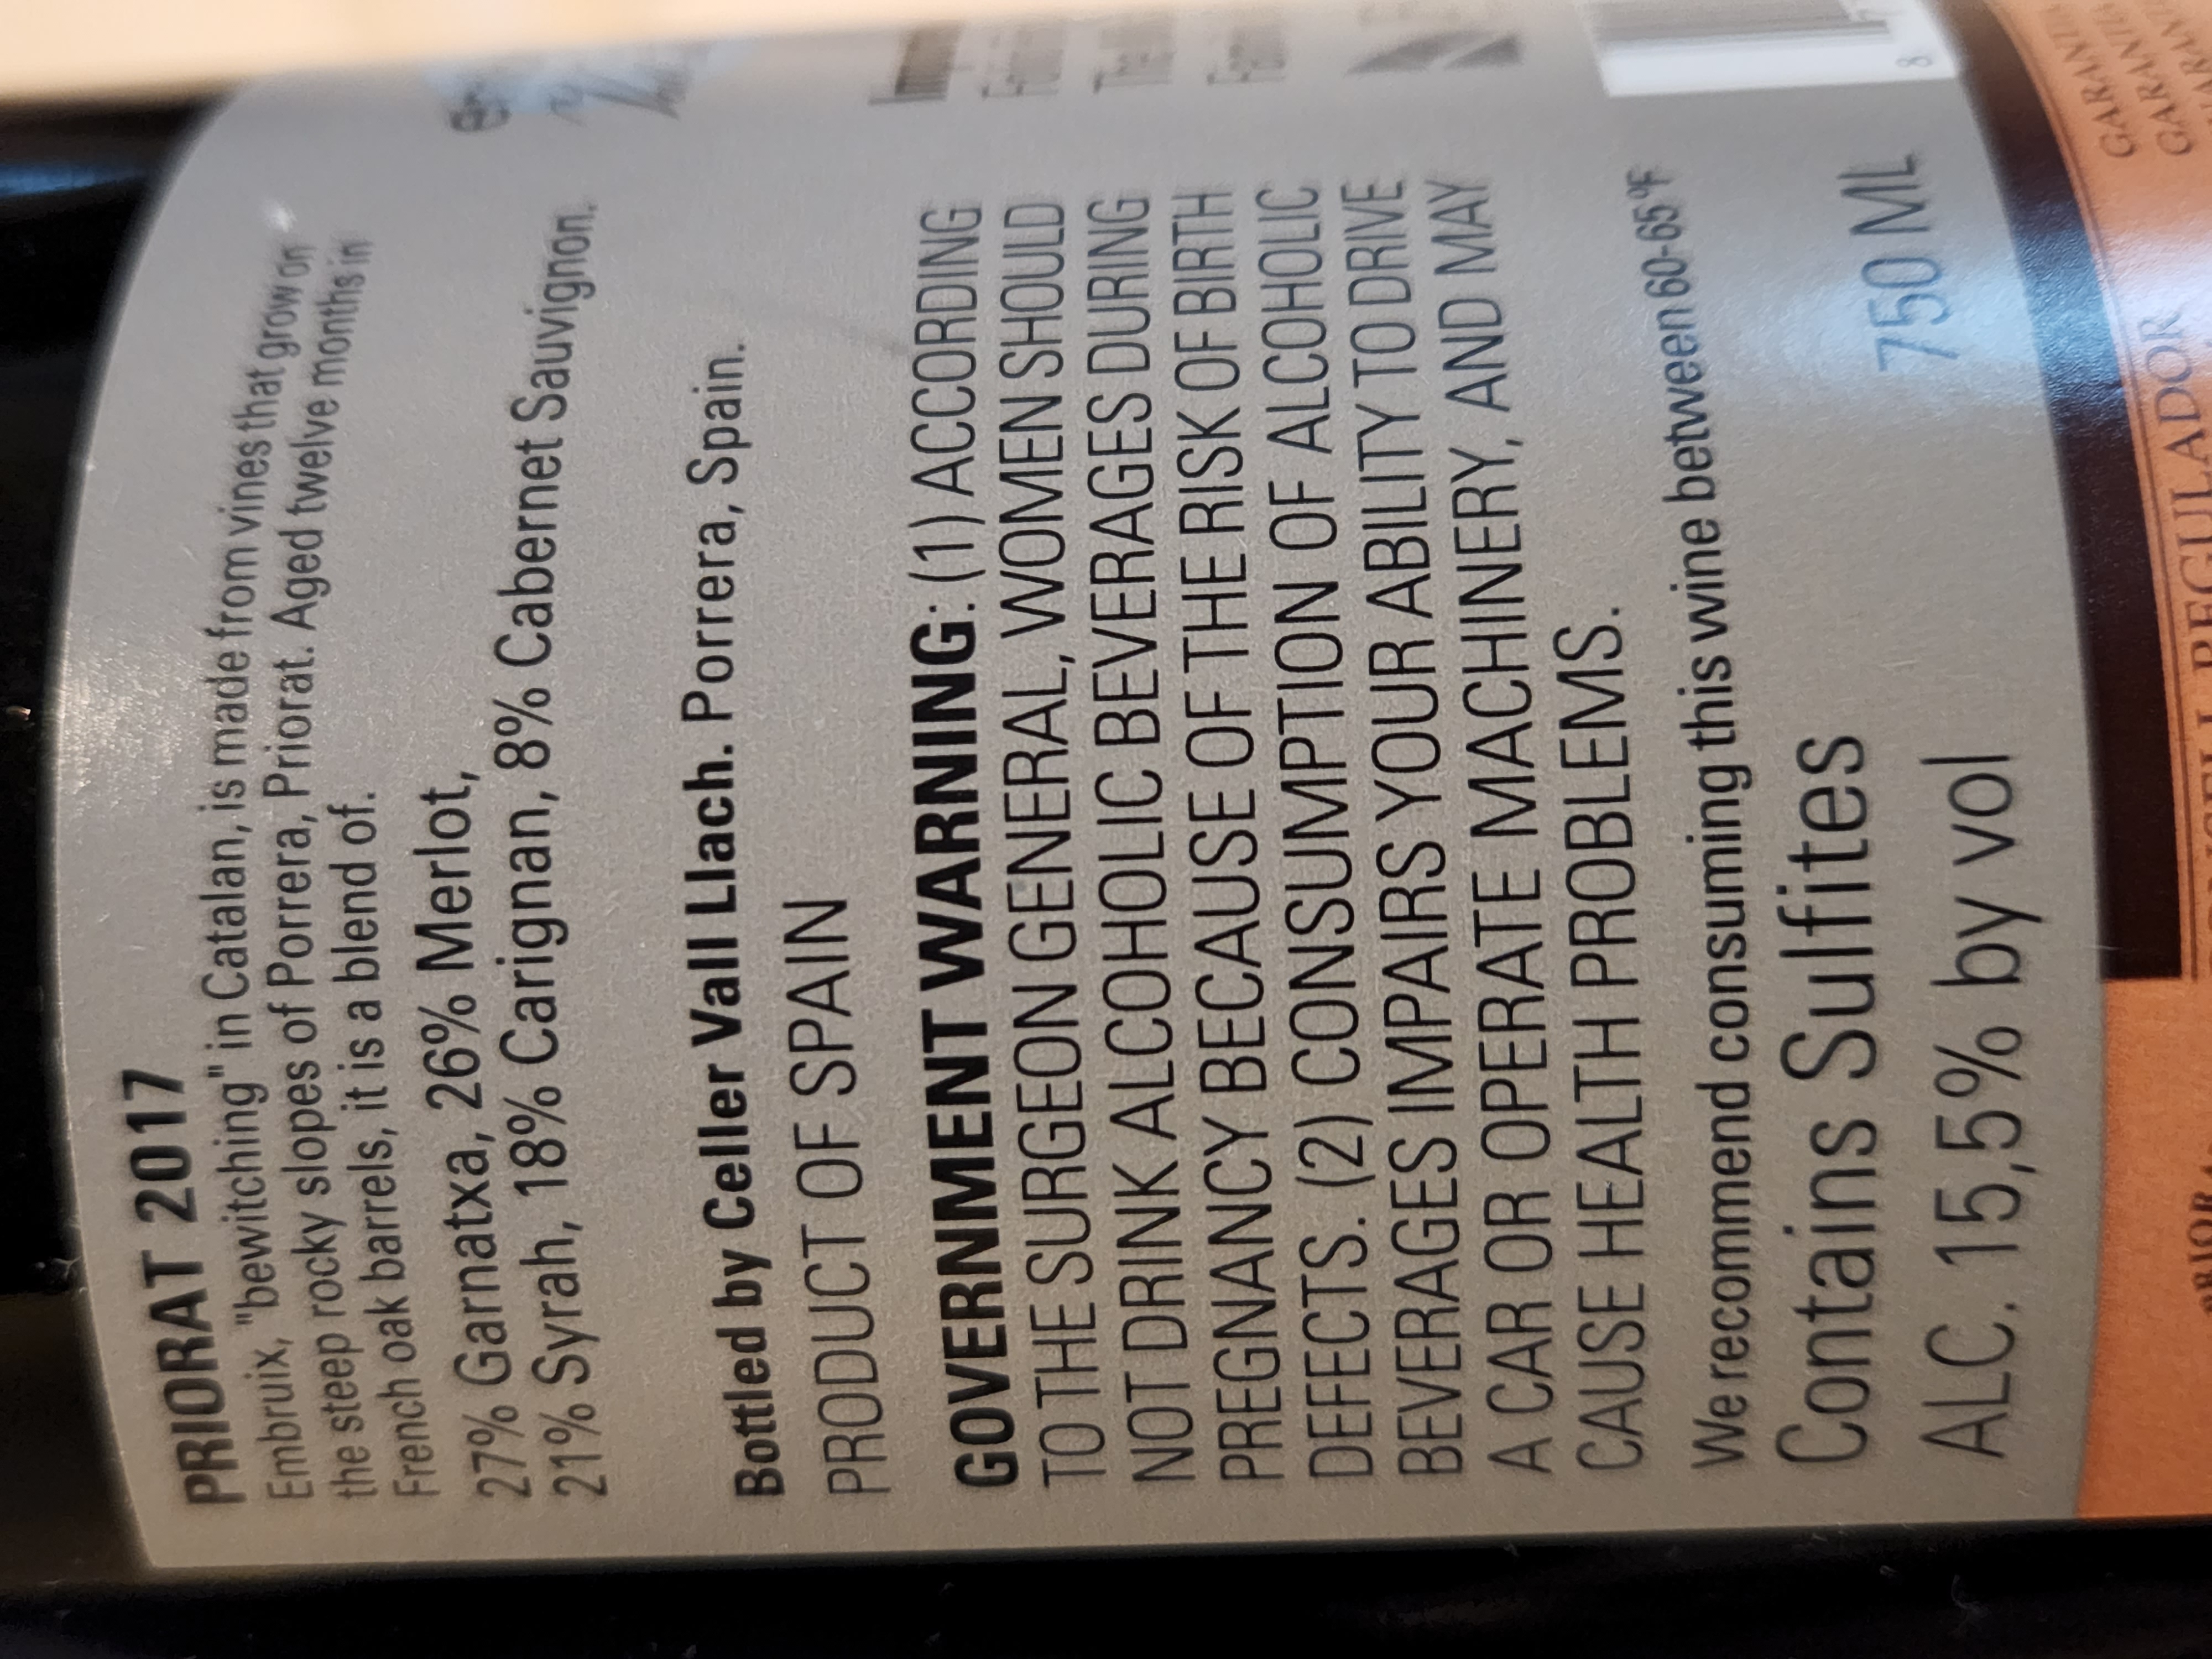 PRIORAT 2017
Embruix, "bewitching" in Catalan, is made from vines that grow on
the steep rocky slopes of Porrera, Priorat. Aged twelve months in
French oak barrels, it is a blend of.
27% Garnatxa, 26% Merlot,
21% Syrah, 18% Carignan, 8% Cabernet Sauvignon.
Bottled by Celler Vall Llach. Porrera, Spain.
PRODUCT OF SPAIN
GOVERNMENT WARNING: (1) ACCORDING
TO THE SURGEON GENERAL, WOMEN SHOULD
NOT DRINK ALCOHOLIC BEVERAGES DURING
PREGNANCY BECAUSE OF THE RISK OF BIRTH
DEFECTS. (2) CONSUMPTION OF ALCOHOLIC
BEVERAGES IMPAIRS YOUR ABILITY TO DRIVE
A CAR OR OPERATE MACHINERY, AND MAY
CAUSE HEALTH PROBLEMS.
We recommend consuming this wine between 60-65°F
Contains Sulfites
ALC. 15,5% by vol 750 ML
8
REGULADOR